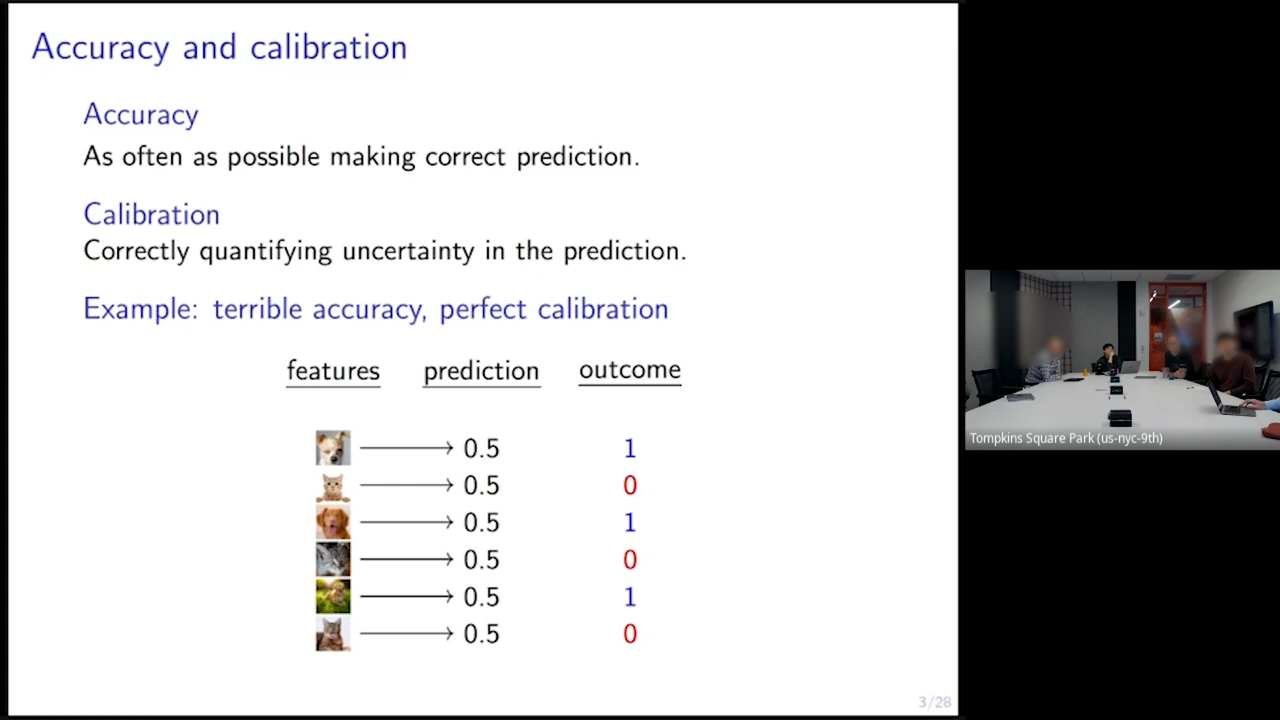 Accuracy and calibration
Accuracy
As often as possible making correct prediction.
Calibration
Correctly quantifying uncertainty in the prediction.
Example: terrible accuracy, perfect calibration
features prediction outcome
0.5 1
0.5 0
0.5 1
0.5 0
0.5 1
0.5 0
3/28
Tompkins Square Park (us-nyc-9th)